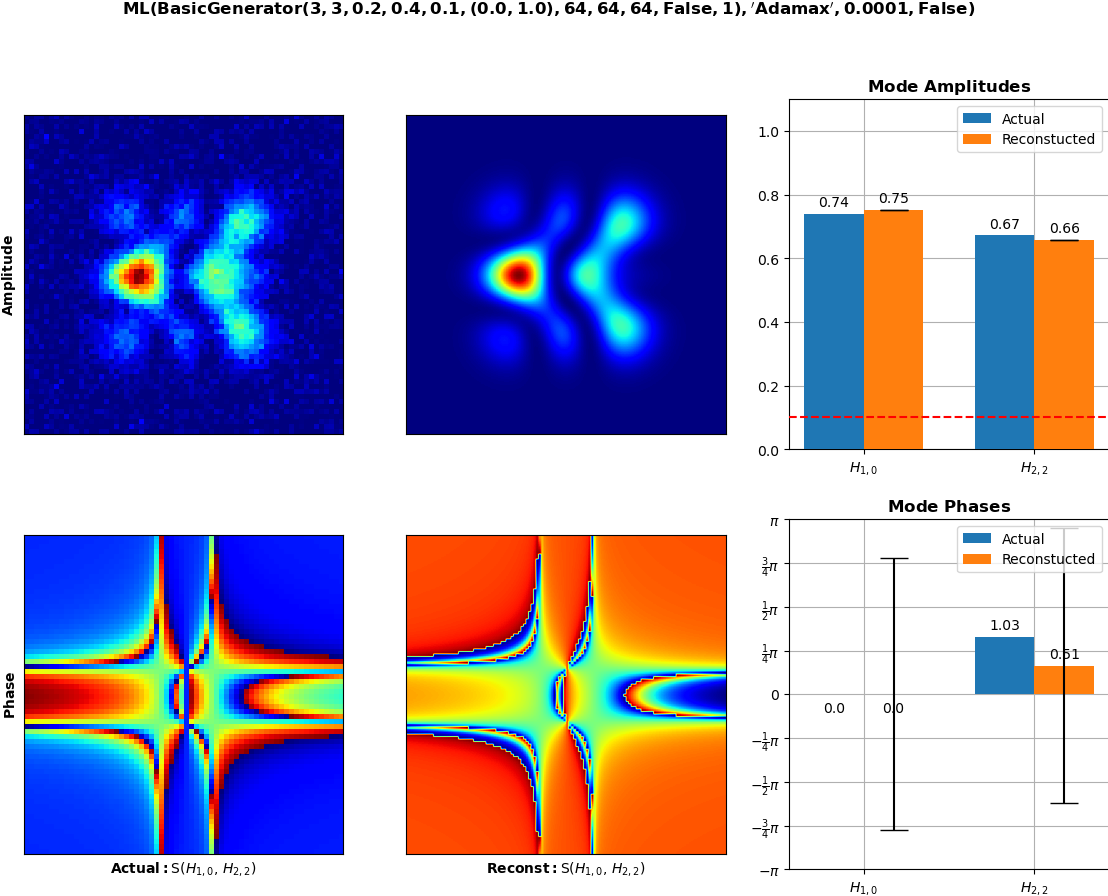 ML(BasicGenerator(3, 3, 0.2, 0.4, 0.1, (0.0, 1.0), 64, 64, 64, False, 1), ′Adamax′, 0.0001, False)
Amplitude
Mode Amplitudes
1.0
0.8
0.6
0.4
0.2
0.0
Actual
Reconstucted
0.74
0.75
0.67
0.66
H1,0
H2,2
Phase
Actual: S(H1,0, H2,2)
Reconst: S(H1,0, H2,2)
Mode Phases
π
3/4π
1/2π
1/4π
0
−1/4π
−1/2π
−3/4π
−π
Actual
Reconstucted
0.0
0.0
1.03
0.51
H1,0
H2,2